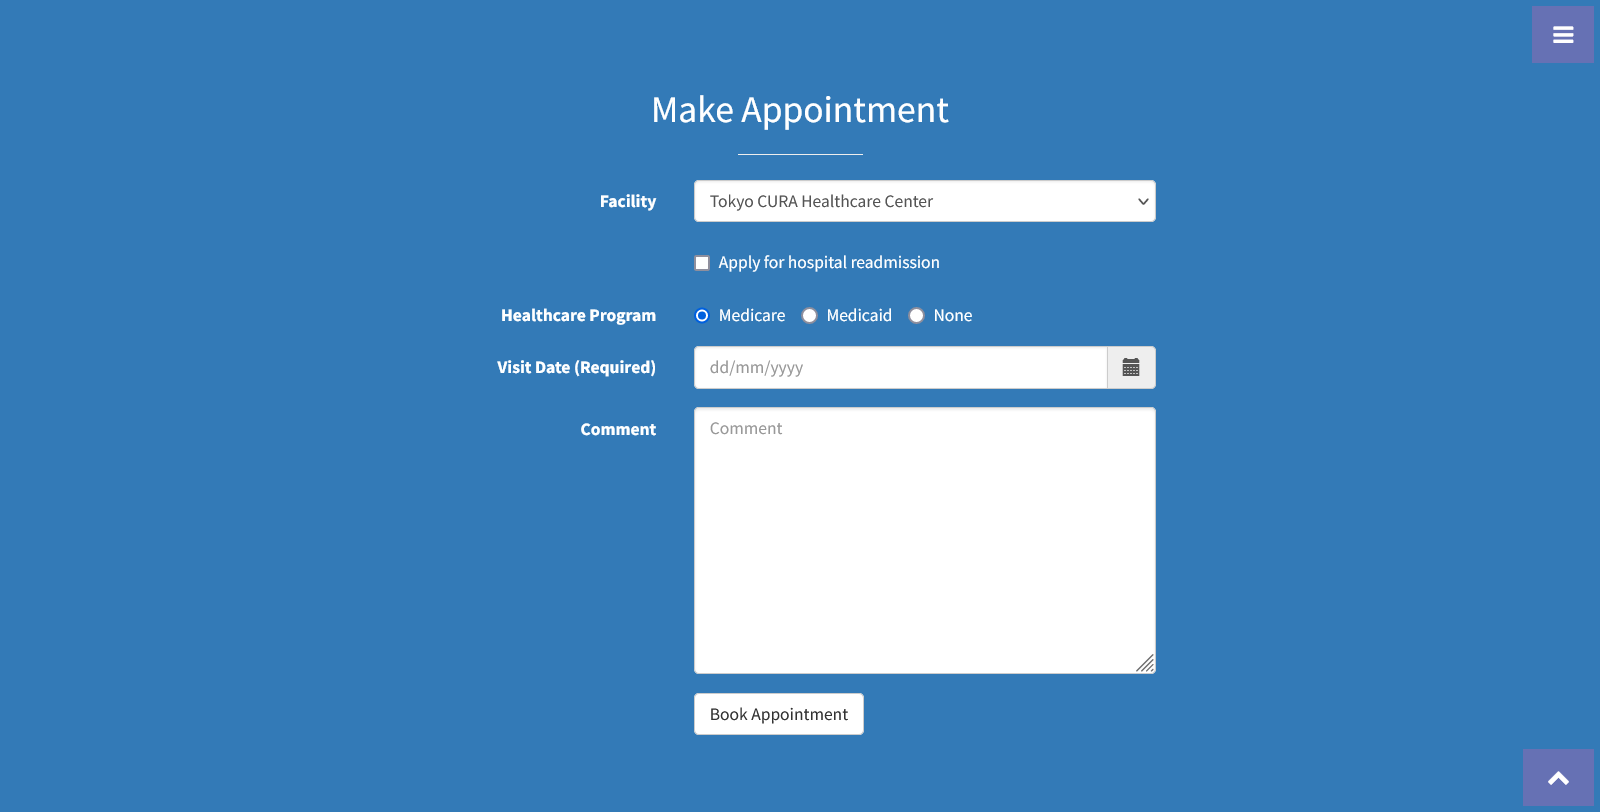 Make Appointment
Facility
Tokyo CURA Healthcare Center
Apply for hospital readmission
Healthcare Program
Medicare Medicaid None
Visit Date (Required)
dd/mm/yyyy
Comment
Comment
Book Appointment